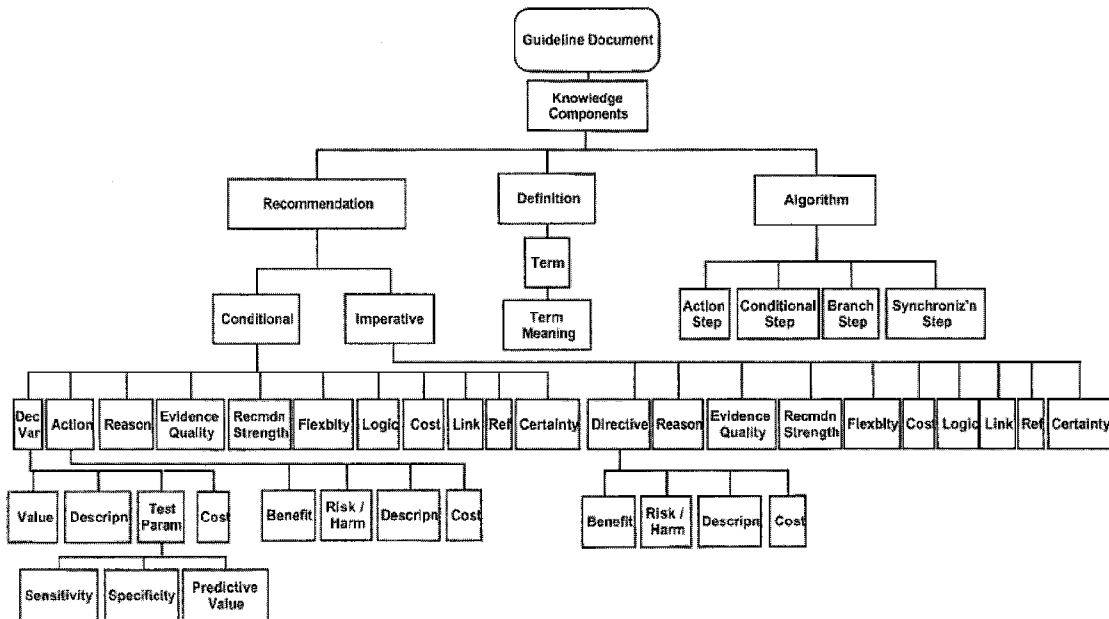 Guideline Document
Knowledge
Components
Recommendation
Definition
Algorithm
Term
Action
Step
Conditional
Step
Branch
Step
Synchroniz'n
Step
Conditional
Imperative
Term
Meaning
Dec
Var
Action
Reason
Evidence
Quality
Recmdn
Strength
Flexblty
Logic
Cost
Link
Ref
Certainty
Directive
Reason
Evidence
Quality
Recmdn
Strength
Flexblty
Cost
Logic
Link
Ref
Certainty
Value
Descripn
Test
Param
Cost
Benefit
Risk /
Harm
Descripn
Cost
Benefit
Risk /
Harm
Descripn
Cost
Sensitivity
Specificity
Predictive
Value